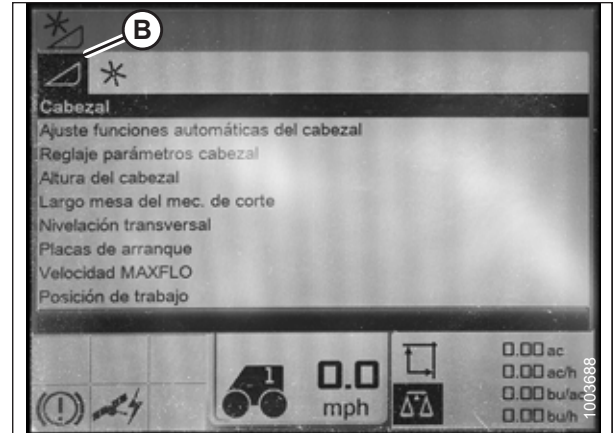 B
Cabezal
Ajuste funciones automáticas del cabezal
Reglaje parámetros cabezal
Altura del cabezal
Largo mesa del mec. de corte
Nivelación transversal
Placas de arranque
Velocidad MAXFLO
Posición de trabajo
1
0.0
mph
0.00 ac
0.00 ac/h
0.00 bu/ac
0.00 bu/h
1003688